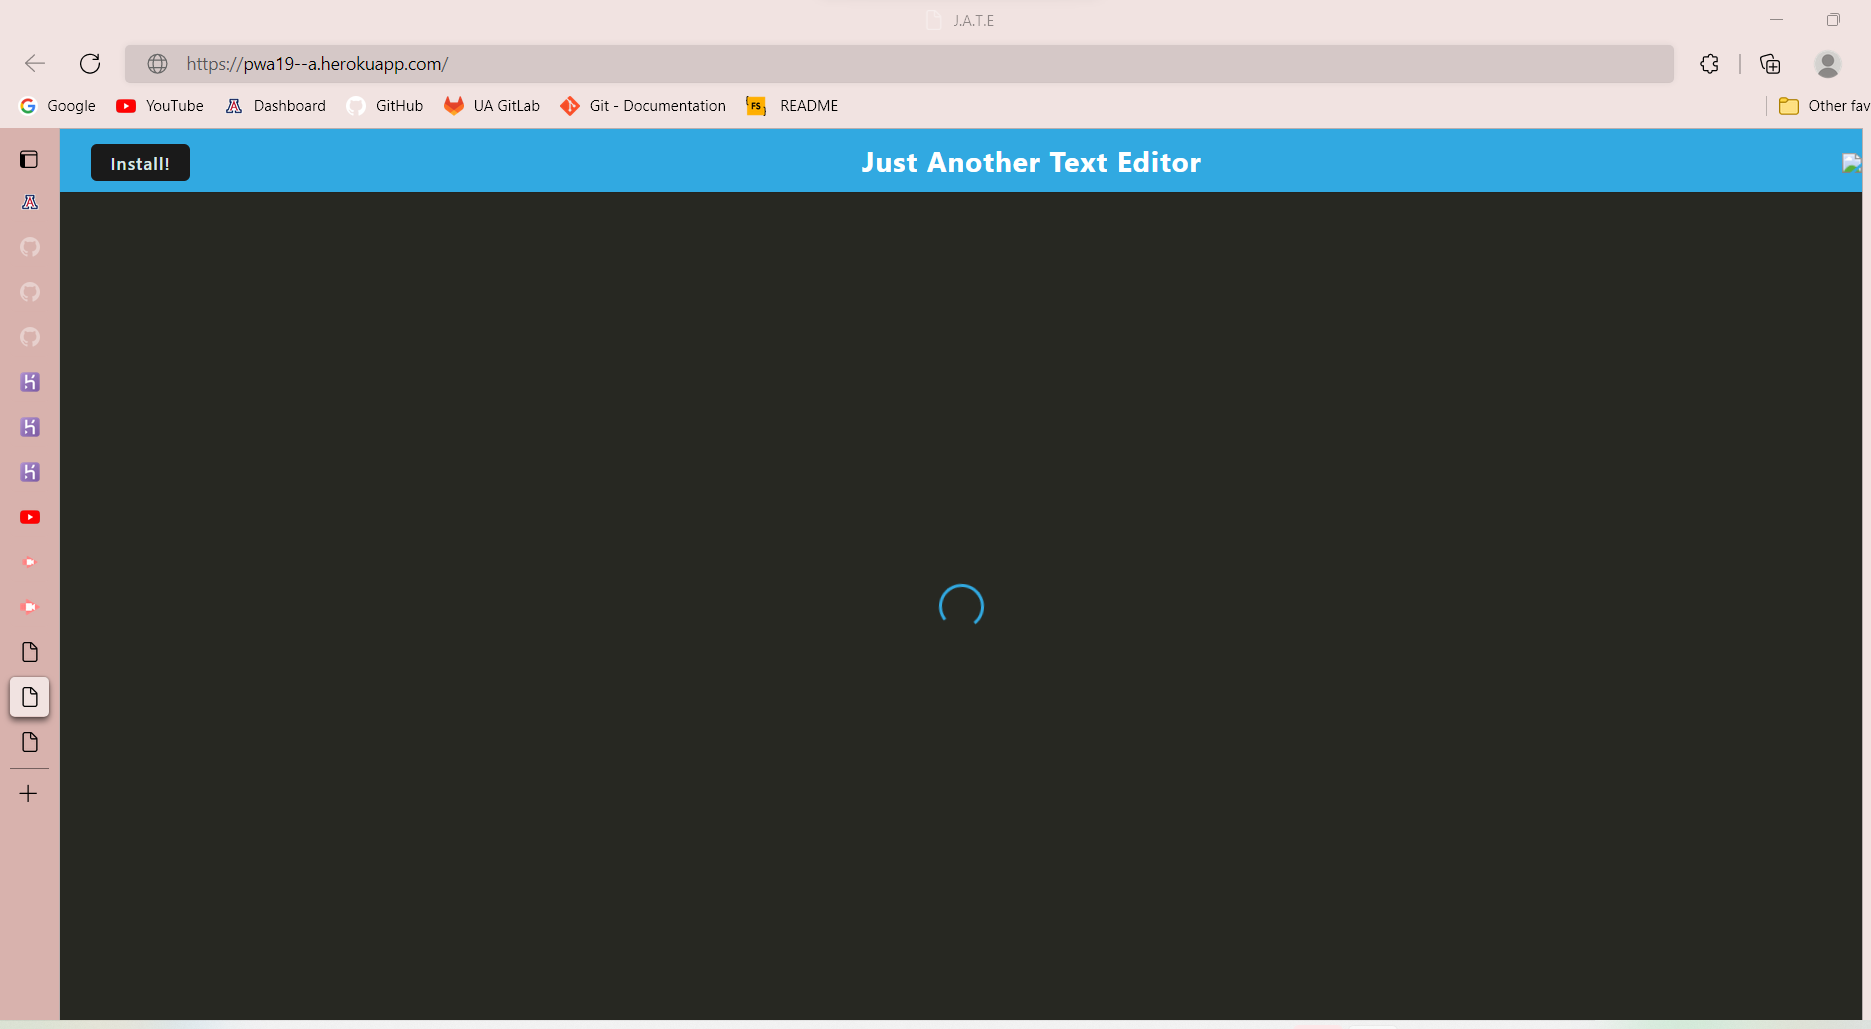 J.A.T.E
https://pwa19--a.herokuapp.com/
Google YouTube Dashboard GitHub UA GitLab Git - Documentation FS README Other fav
Install! Just Another Text Editor